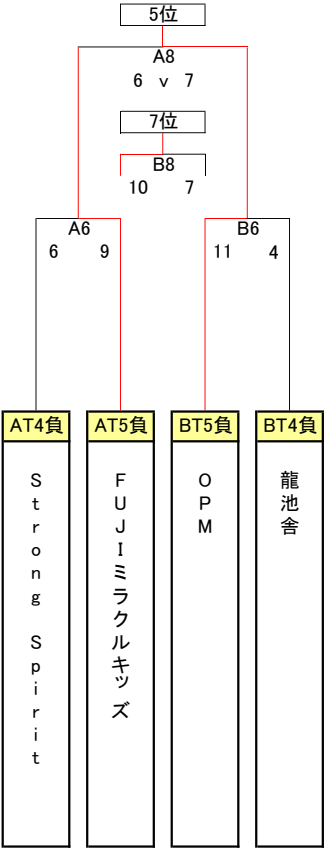 5位
A8
6 v 7
7位
B8
10 7
A6 B6
6 9 11 4
AT4負 AT5負 BT5負 BT4負
Strong Spirit
FUJIミラクルキッズ
OPM
龍池舎